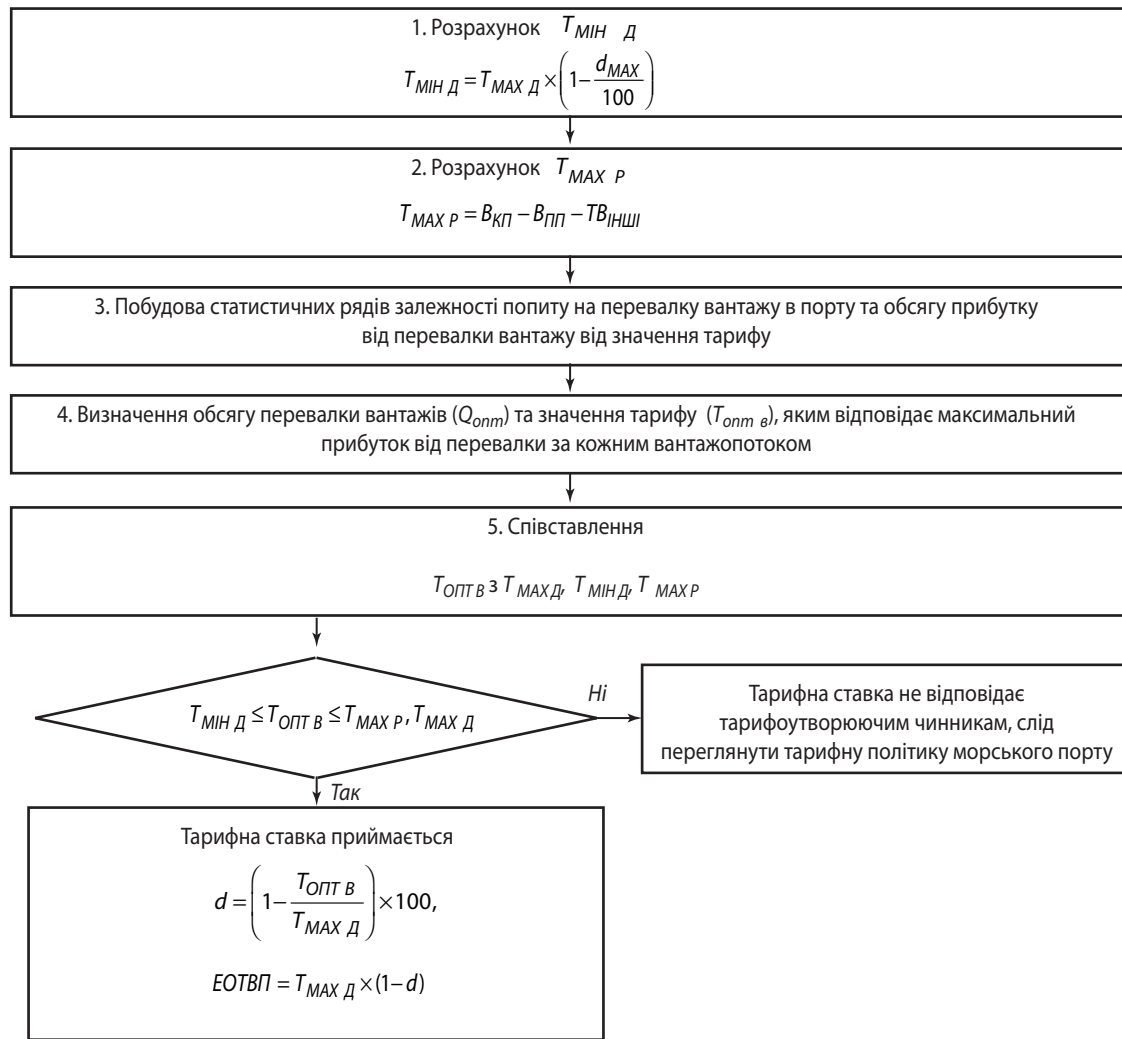 1. Розрахунок T_МІН Д
T_МІН Д = T_MAX Д × (1 − d_MAX / 100)
2. Розрахунок T_MAX Р
T_MAX Р = В_КП − В_ПП − ТВ_ІНШІ
3. Побудова статистичних рядів залежності попиту на перевалку вантажу в порту та обсягу прибутку
від перевалки вантажу від значення тарифу
4. Визначення обсягу перевалки вантажів (Q_опт) та значення тарифу (T_опт в), яким відповідає максимальний
прибуток від перевалки за кожним вантажопотоком
5. Співставлення
T_ОПТ В з T_MAX Д, T_МІН Д, T_MAX Р
T_МІН Д ≤ T_ОПТ В ≤ T_MAX Р, T_MAX Д
Ні
Тарифна ставка не відповідає
тарифоутворюючим чинникам, слід
переглянути тарифну політику морського порту
Так
Тарифна ставка приймається
d = (1 − T_ОПТ В / T_MAX Д) × 100,
ЕОТВП = T_MAX Д × (1 − d)